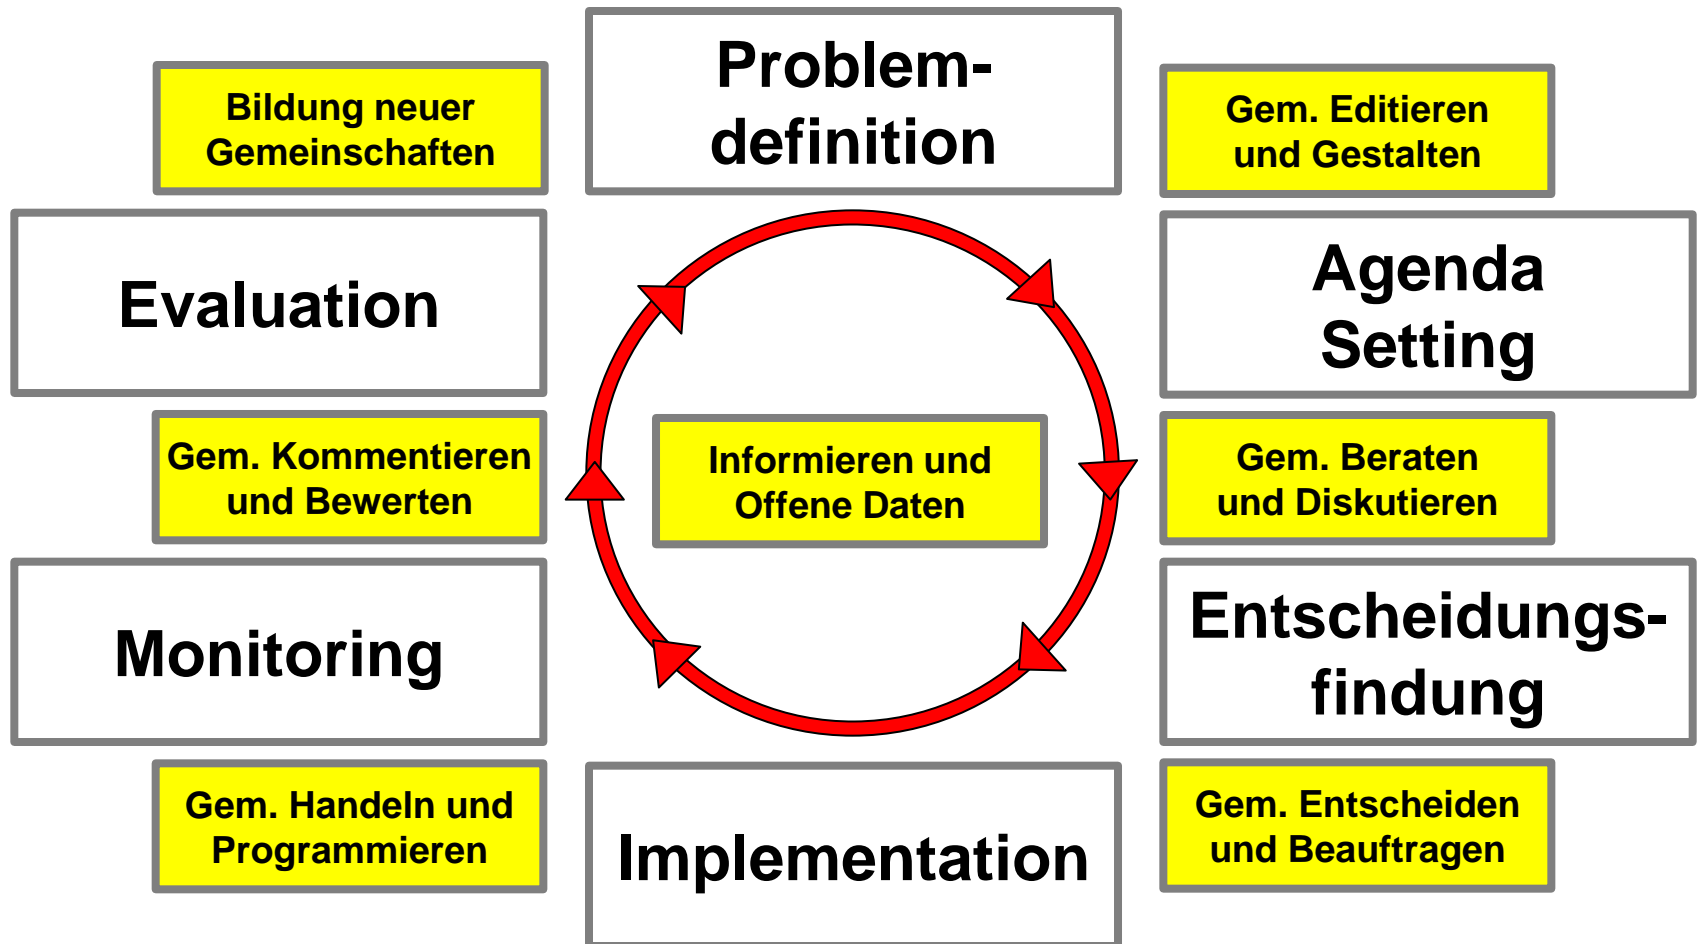 Problem-
definition
Bildung neuer
Gemeinschaften
Gem. Editieren
und Gestalten
Evaluation
Agenda
Setting
Gem. Kommentieren
und Bewerten
Informieren und
Offene Daten
Gem. Beraten
und Diskutieren
Monitoring
Entscheidungs-
findung
Gem. Handeln und
Programmieren
Implementation
Gem. Entscheiden
und Beauftragen